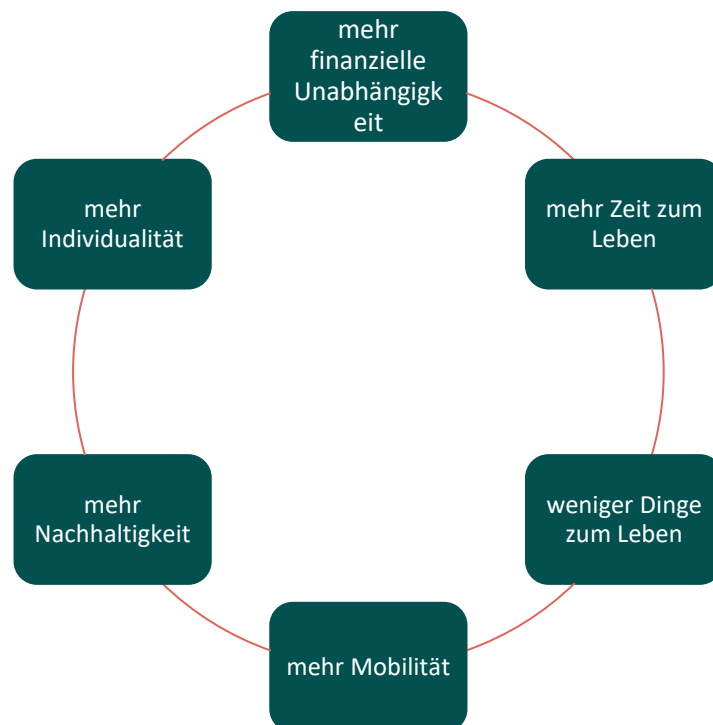 mehr
finanzielle
Unabhängigk
eit
mehr Zeit zum
Leben
weniger Dinge
zum Leben
mehr Mobilität
mehr
Nachhaltigkeit
mehr
Individualität